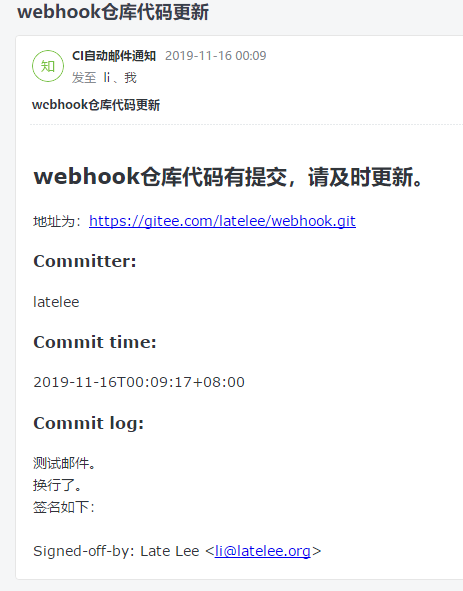 webhook仓库代码更新
知
CI自动邮件通知 2019-11-16 00:09
发至 li 、我
webhook仓库代码更新
webhook仓库代码有提交，请及时更新。
地址为：https://gitee.com/latelee/webhook.git
Committer:
latelee
Commit time:
2019-11-16T00:09:17+08:00
Commit log:
测试邮件。
换行了。
签名如下：
Signed-off-by: Late Lee <li@latelee.org>